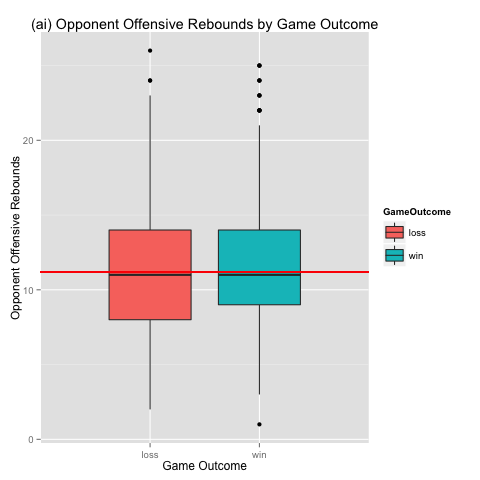 (ai) Opponent Offensive Rebounds by Game Outcome
Opponent Offensive Rebounds
20
10
0
loss
win
Game Outcome
GameOutcome
loss
win